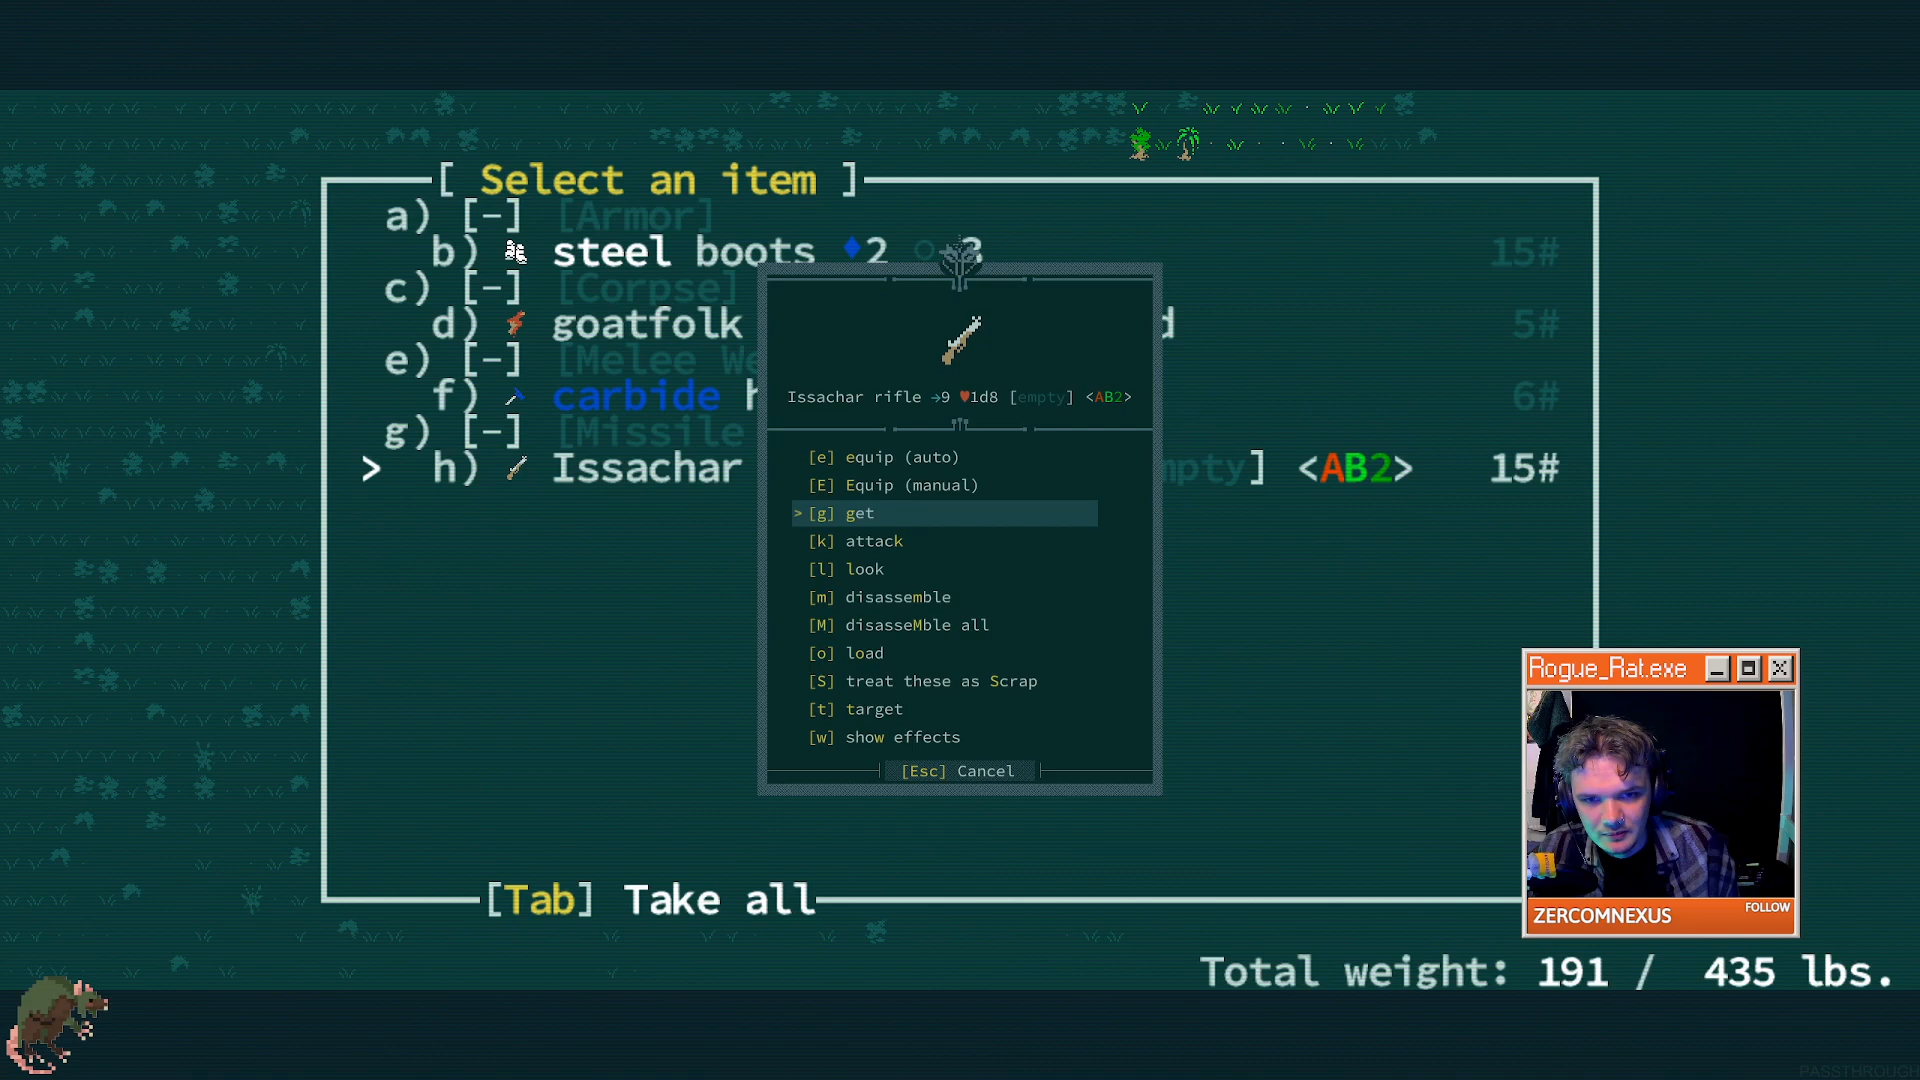 [ Select an item ]
a) [-] [Armor]
b) steel boots ♦2 ○3 15#
c) [-] [Corpse]
d) goatfolk d 5#
e) [-] [Melee We
f) carbide h 6#
g) [-] [Missile
> h) Issachar mpty] <AB2> 15#
Issachar rifle →9 ♥1d8 [empty] <AB2>
[e] equip (auto)
[E] Equip (manual)
> [g] get
[k] attack
[l] look
[m] disassemble
[M] disasseMble all
[o] load
[S] treat these as Scrap
[t] target
[w] show effects
[Esc] Cancel
[Tab] Take all
Rogue_Rat.exe
ZERCOMNEXUS FOLLOW
Total weight: 191 / 435 lbs.
PASSTHROUGH